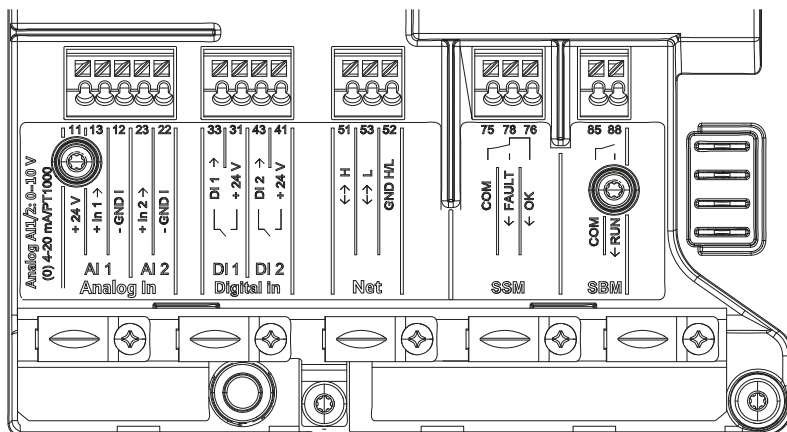 11 13 12 23 22
33 31 43 41
51 53 52
75 78 76
85 88
Analog AI1/2: 0–10 V
(0) 4-20 mA/PT1000
+ 24 V
+ In 1 →
- GND I
+ In 2 →
- GND I
DI 1 →
+ 24 V
DI 2 →
+ 24 V
↔ H
↔ L
GND H/L
COM
← FAULT
← OK
COM
← RUN
AI 1 AI 2
DI 1 DI 2
Analog In
Digital in
Net
SSM
SBM